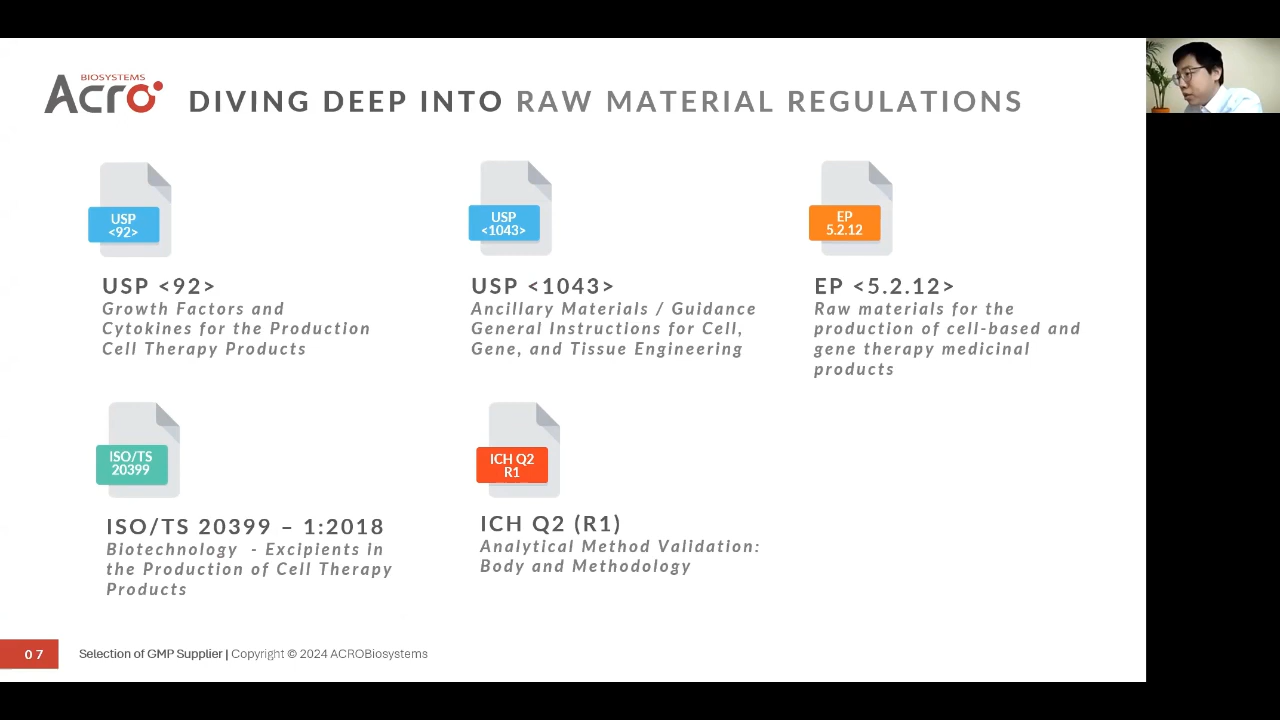 BIOSYSTEMS
Acro
DIVING DEEP INTO RAW MATERIAL REGULATIONS
USP
<92>
USP <92>
Growth Factors and
Cytokines for the Production
Cell Therapy Products
USP
<1043>
USP <1043>
Ancillary Materials / Guidance
General Instructions for Cell,
Gene, and Tissue Engineering
EP
5.2.12
EP <5.2.12>
Raw materials for the
production of cell-based and
gene therapy medicinal
products
ISO/TS
20399
ISO/TS 20399 – 1:2018
Biotechnology  - Excipients in
the Production of Cell Therapy
Products
ICH Q2
R1
ICH Q2 (R1)
Analytical Method Validation:
Body and Methodology
07
Selection of GMP Supplier | Copyright © 2024 ACROBiosystems